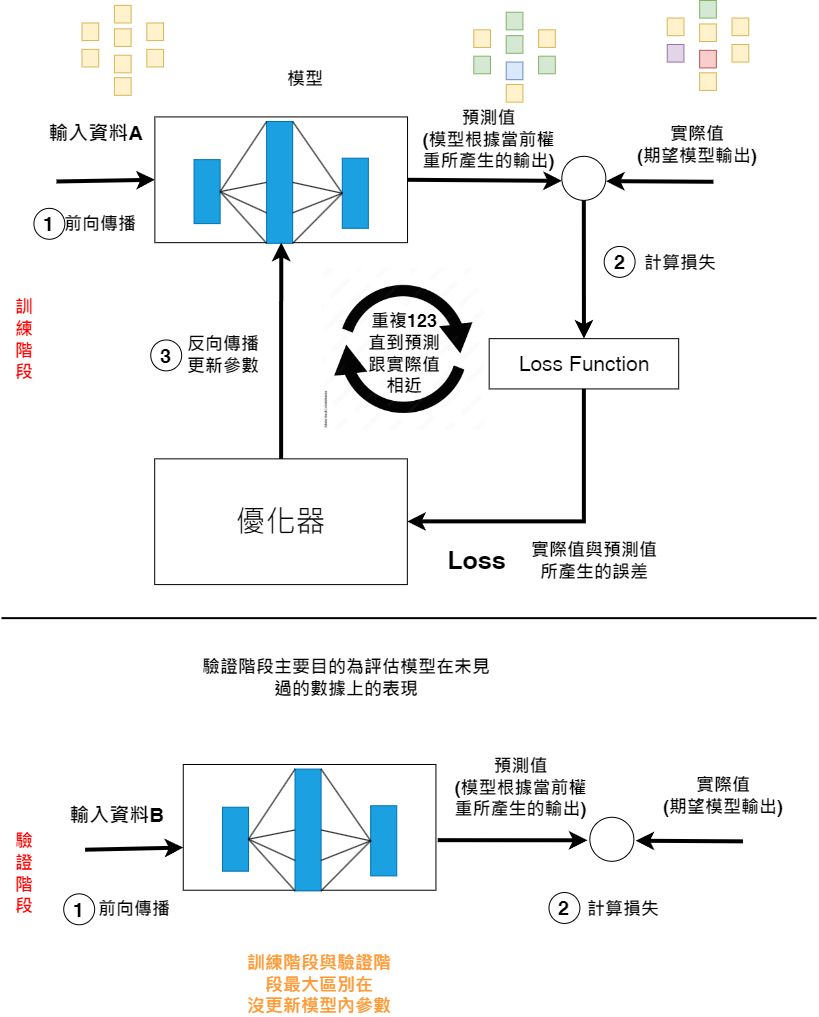 模型
輸入資料A
預測值
(模型根據當前權
重所產生的輸出)
實際值
(期望模型輸出)
1 前向傳播
2 計算損失
訓
練
階
段
3 反向傳播
更新參數
重複123
直到預測
跟實際值
相近
Loss Function
優化器
Loss
實際值與預測值
所產生的誤差
驗證階段主要目的為評估模型在未見
過的數據上的表現
輸入資料B
預測值
(模型根據當前權
重所產生的輸出)
實際值
(期望模型輸出)
驗
證
階
段
1 前向傳播
2 計算損失
訓練階段與驗證階
段最大區別在
沒更新模型內參數